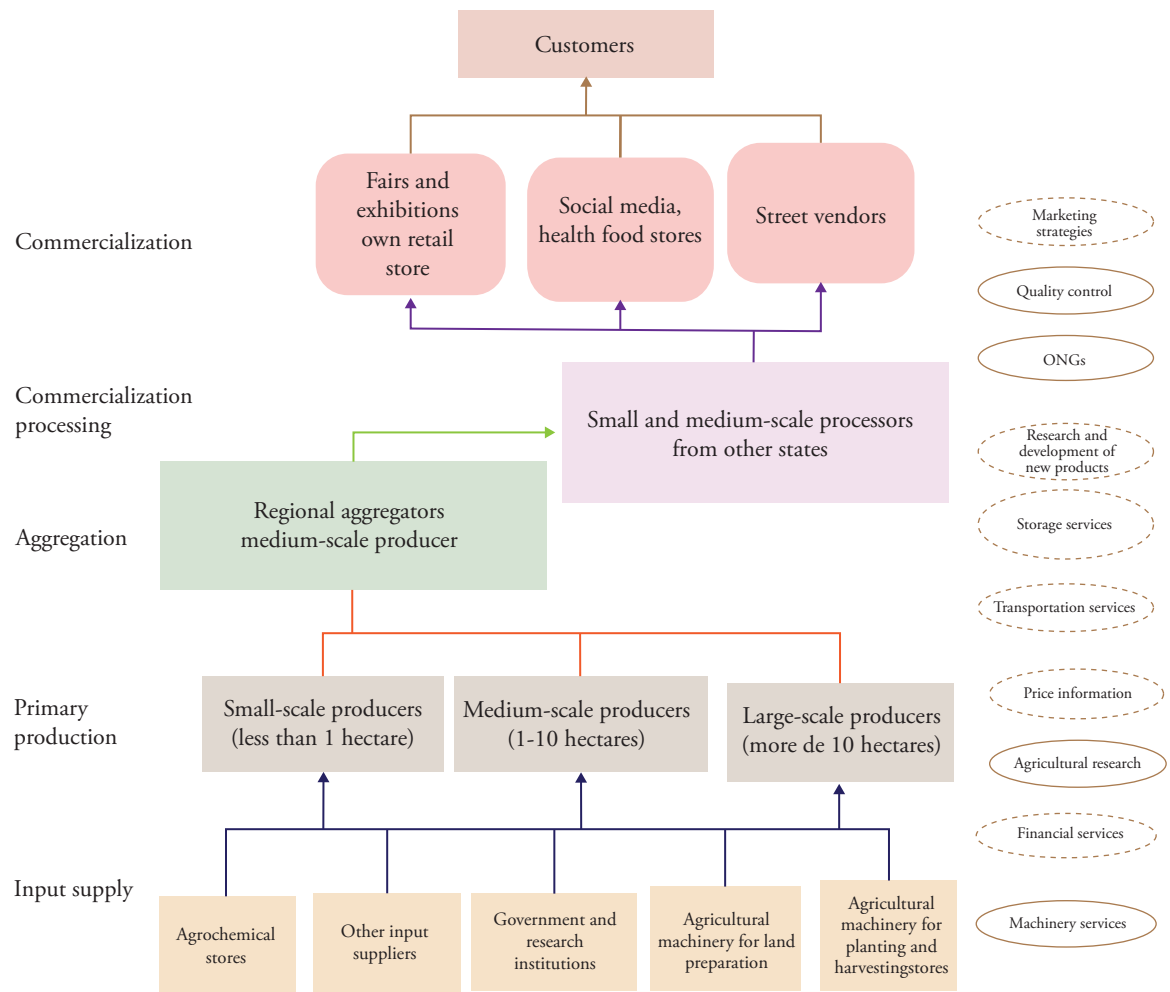 Customers
Commercialization
Fairs and
exhibitions
own retail
store
Social media,
health food stores
Street vendors
Commercialization
processing
Small and medium-scale processors
from other states
Aggregation
Regional aggregators
medium-scale producer
Primary
production
Small-scale producers
(less than 1 hectare)
Medium-scale producers
(1-10 hectares)
Large-scale producers
(more de 10 hectares)
Input supply
Agrochemical
stores
Other input
suppliers
Government and
research
institutions
Agricultural
machinery for land
preparation
Agricultural
machinery for
planting and
harvestingstores
Marketing
strategies
Quality control
ONGs
Research and
development of
new products
Storage services
Transportation services
Price information
Agricultural research
Financial services
Machinery services